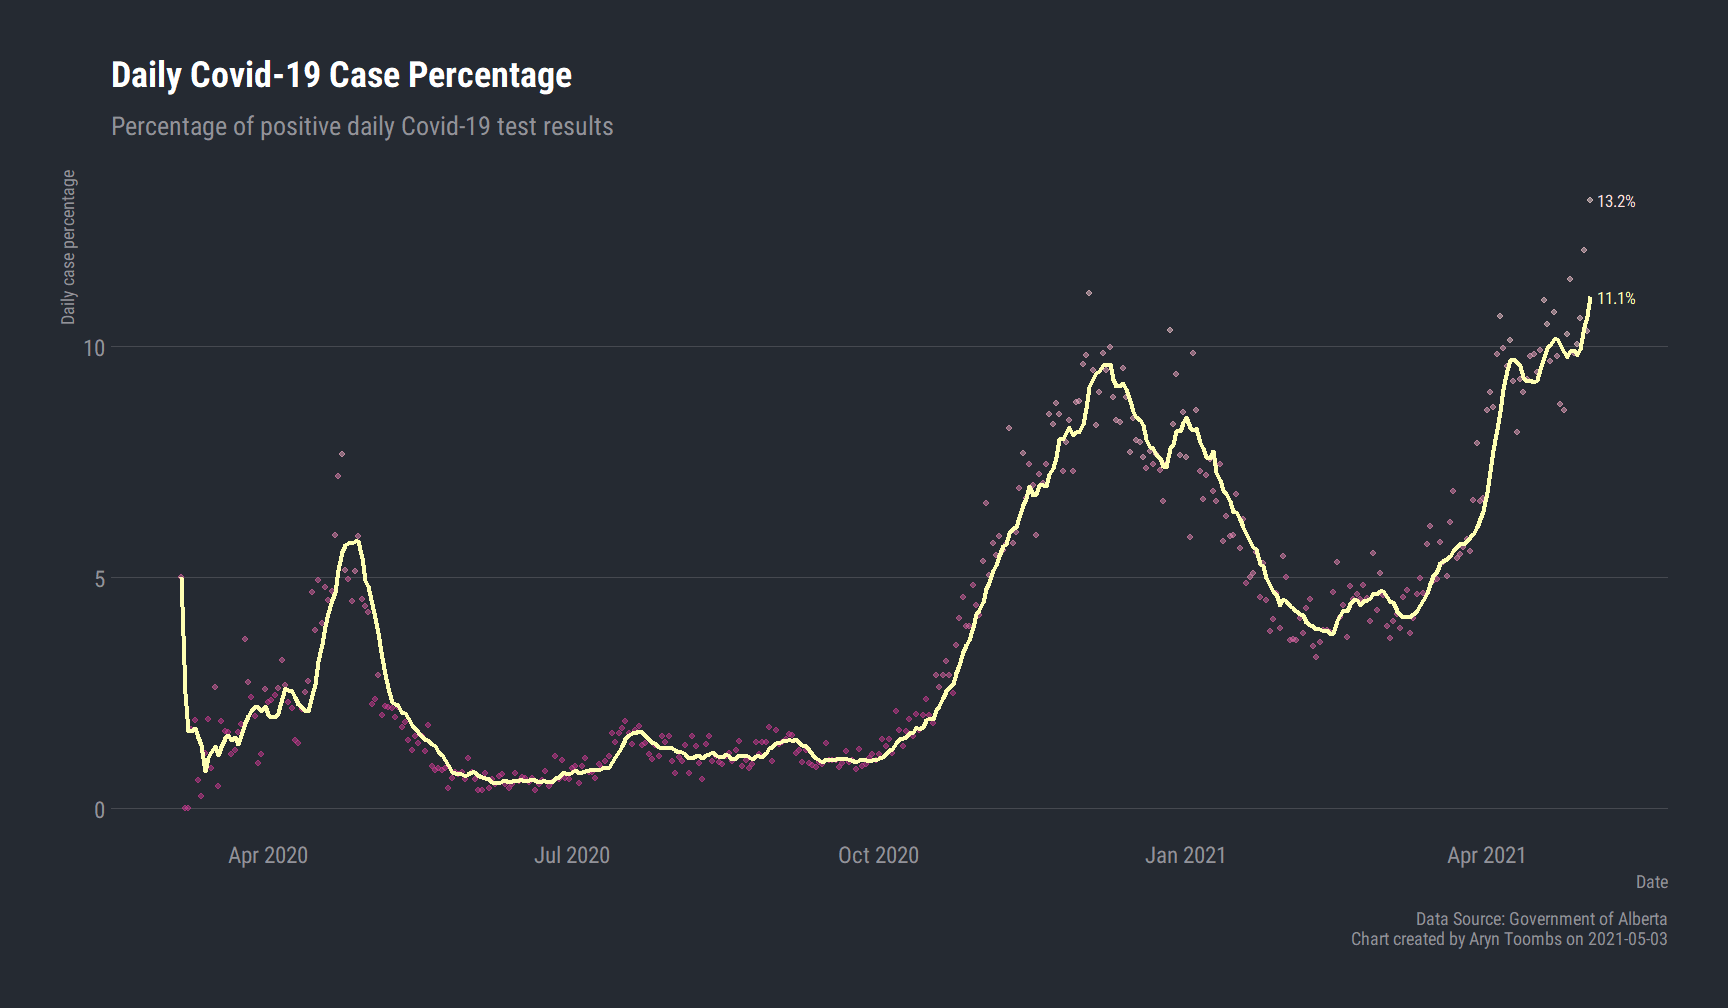 Daily Covid-19 Case Percentage
Percentage of positive daily Covid-19 test results
Daily case percentage
13.2%
11.1%
10
5
0
Apr 2020
Jul 2020
Oct 2020
Jan 2021
Apr 2021
Date
Data Source: Government of Alberta
Chart created by Aryn Toombs on 2021-05-03